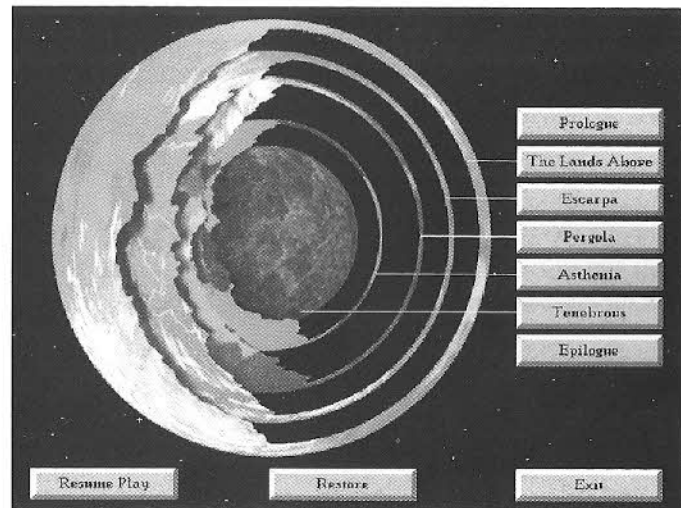 Prologue
The Lands Above
Escarpa
Pergola
Asthenia
Tenebrous
Epilogue
Resume Play
Restore
Exit